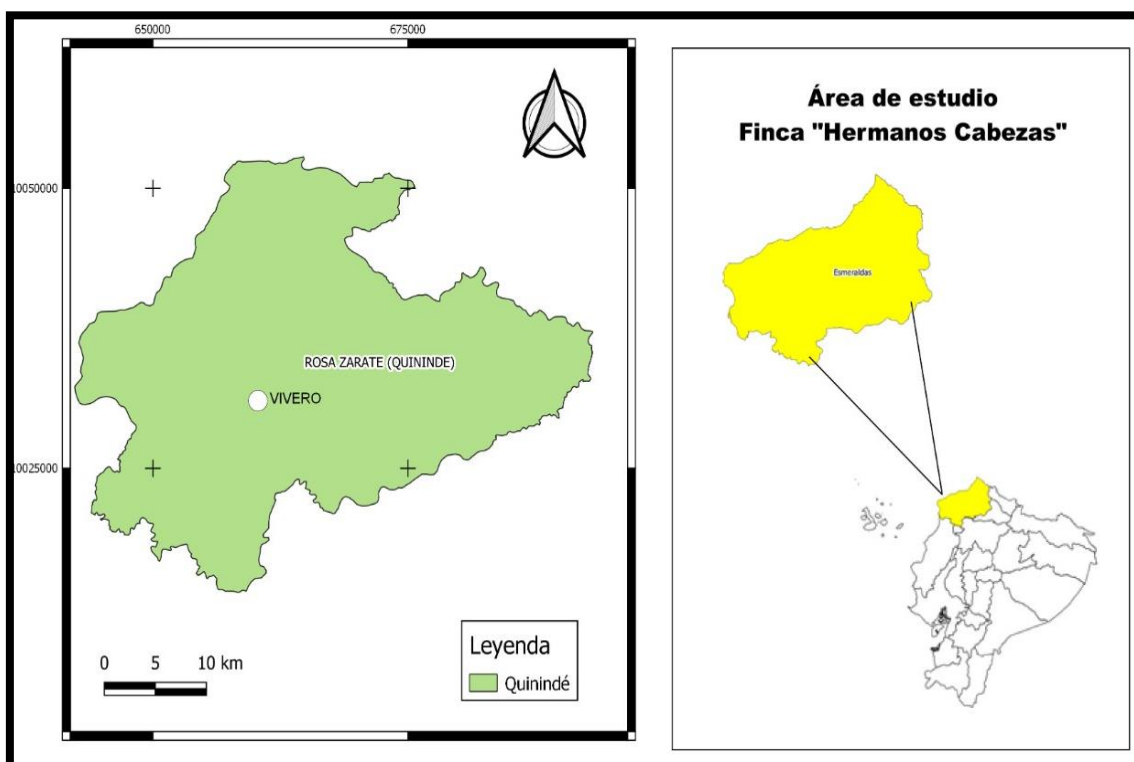 650000
675000
10050000
10025000
ROSA ZARATE (QUININDE)
VIVERO
0 5 10 km
Leyenda
Quinindé
Área de estudio
Finca "Hermanos Cabezas"
Esmeraldas